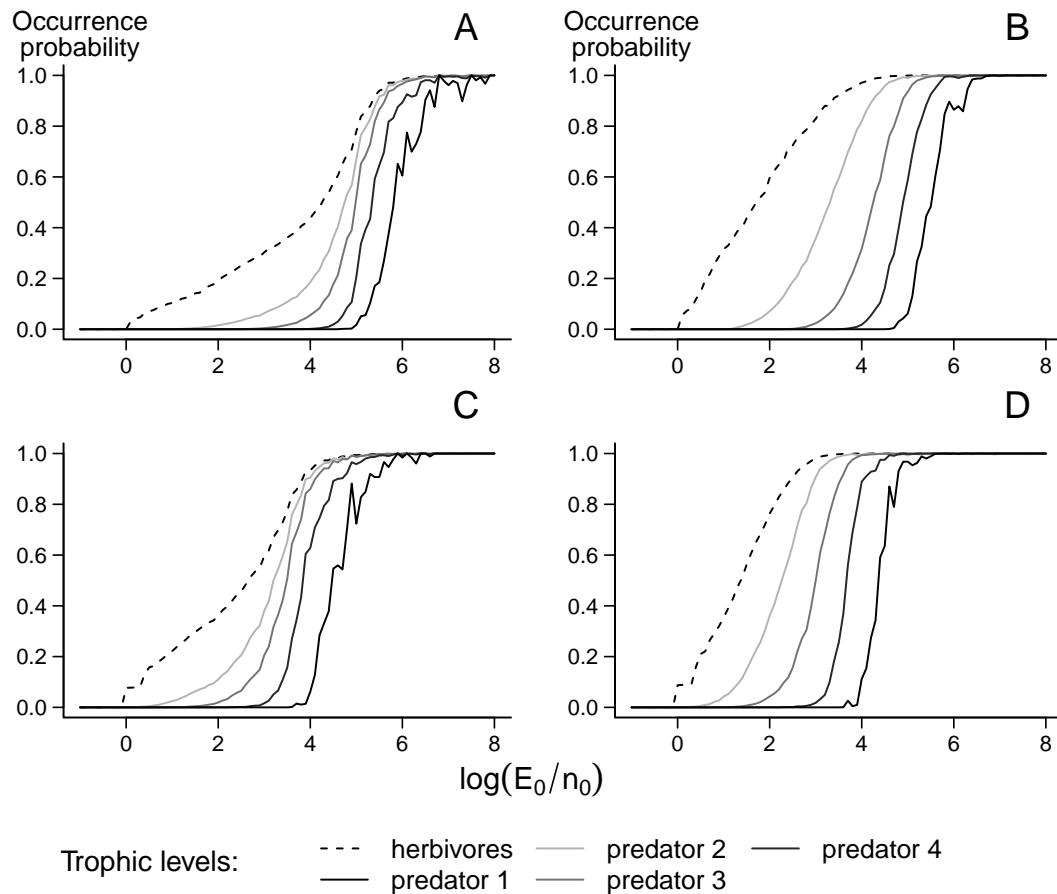 Occurrence probability A
1.0
0.8
0.6
0.4
0.2
0.0
0 2 4 6 8
Occurrence probability B
1.0
0.8
0.6
0.4
0.2
0.0
0 2 4 6 8
C
1.0
0.8
0.6
0.4
0.2
0.0
0 2 4 6 8
D
1.0
0.8
0.6
0.4
0.2
0.0
0 2 4 6 8
log(E₀/n₀)
Trophic levels:
herbivores predator 2 predator 4
predator 1 predator 3